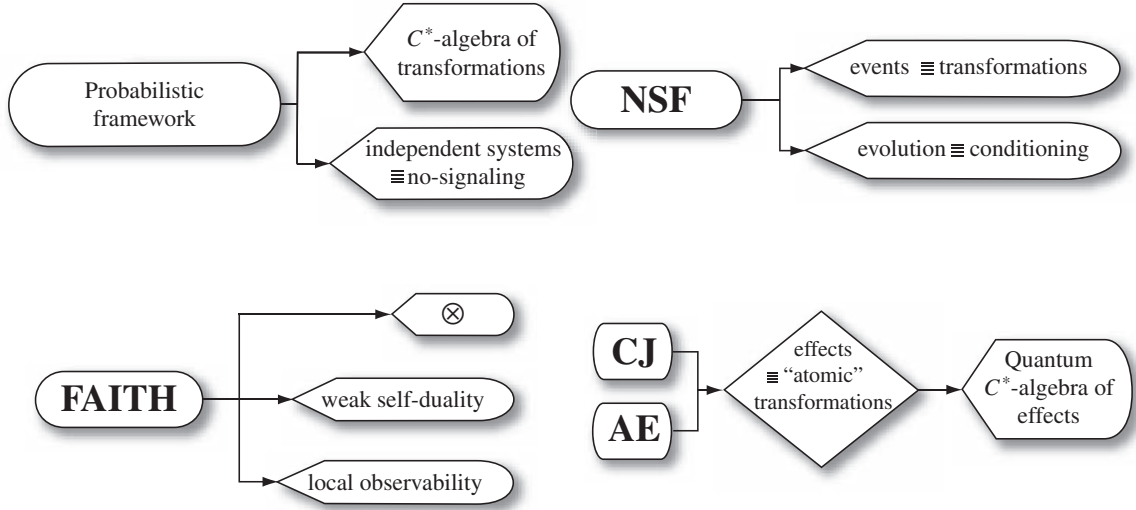 Probabilistic
framework
C*-algebra of
transformations
independent systems
≣no-signaling
NSF
events ≣ transformations
evolution ≣ conditioning
FAITH
⊗
weak self-duality
local observability
CJ
AE
effects
≣ “atomic”
transformations
Quantum
C*-algebra of
effects